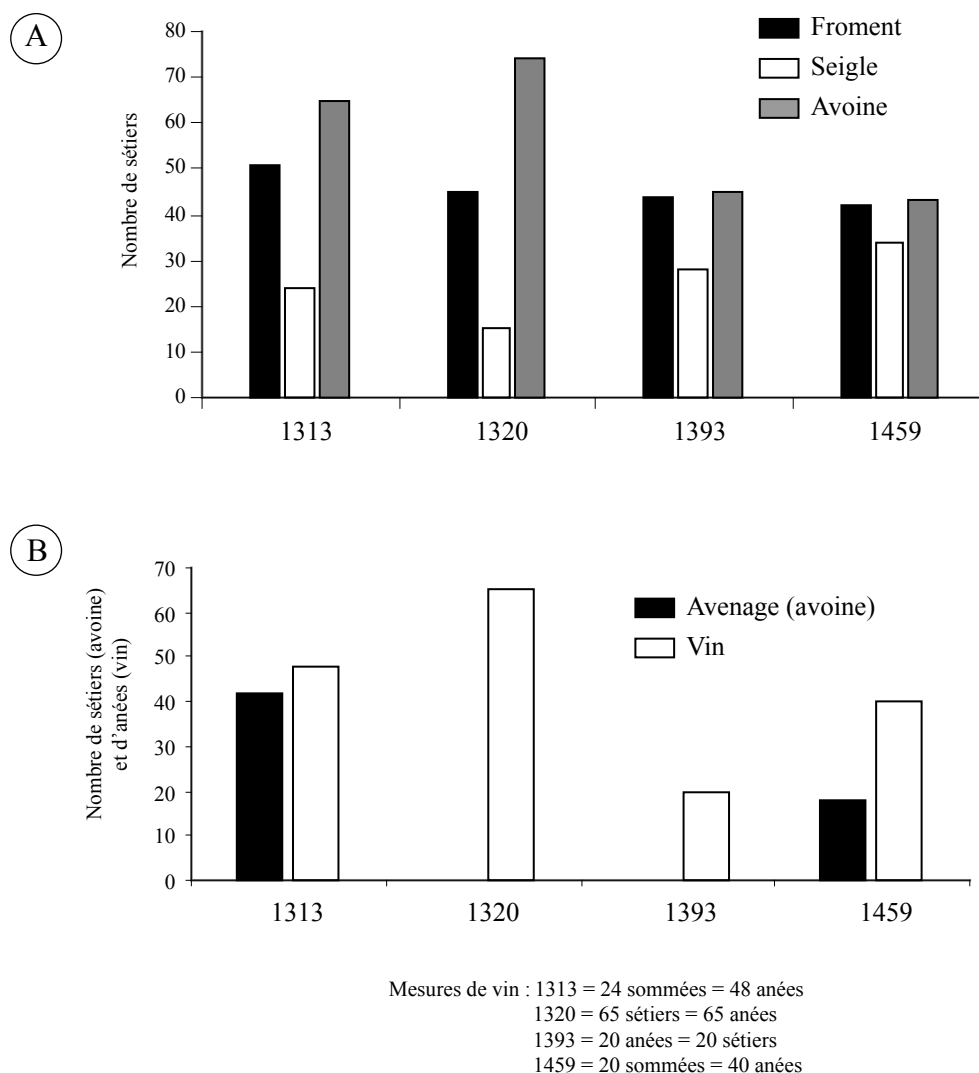 A
Nombre de sétiers
80
70
60
50
40
30
20
10
0
Froment
Seigle
Avoine
1313
1320
1393
1459
B
Nombre de sétiers (avoine)
et d'anées (vin)
70
60
50
40
30
20
10
0
Avenage (avoine)
Vin
1313
1320
1393
1459
Mesures de vin : 1313 = 24 sommées = 48 anées
1320 = 65 sétiers = 65 anées
1393 = 20 anées = 20 sétiers
1459 = 20 sommées = 40 anées